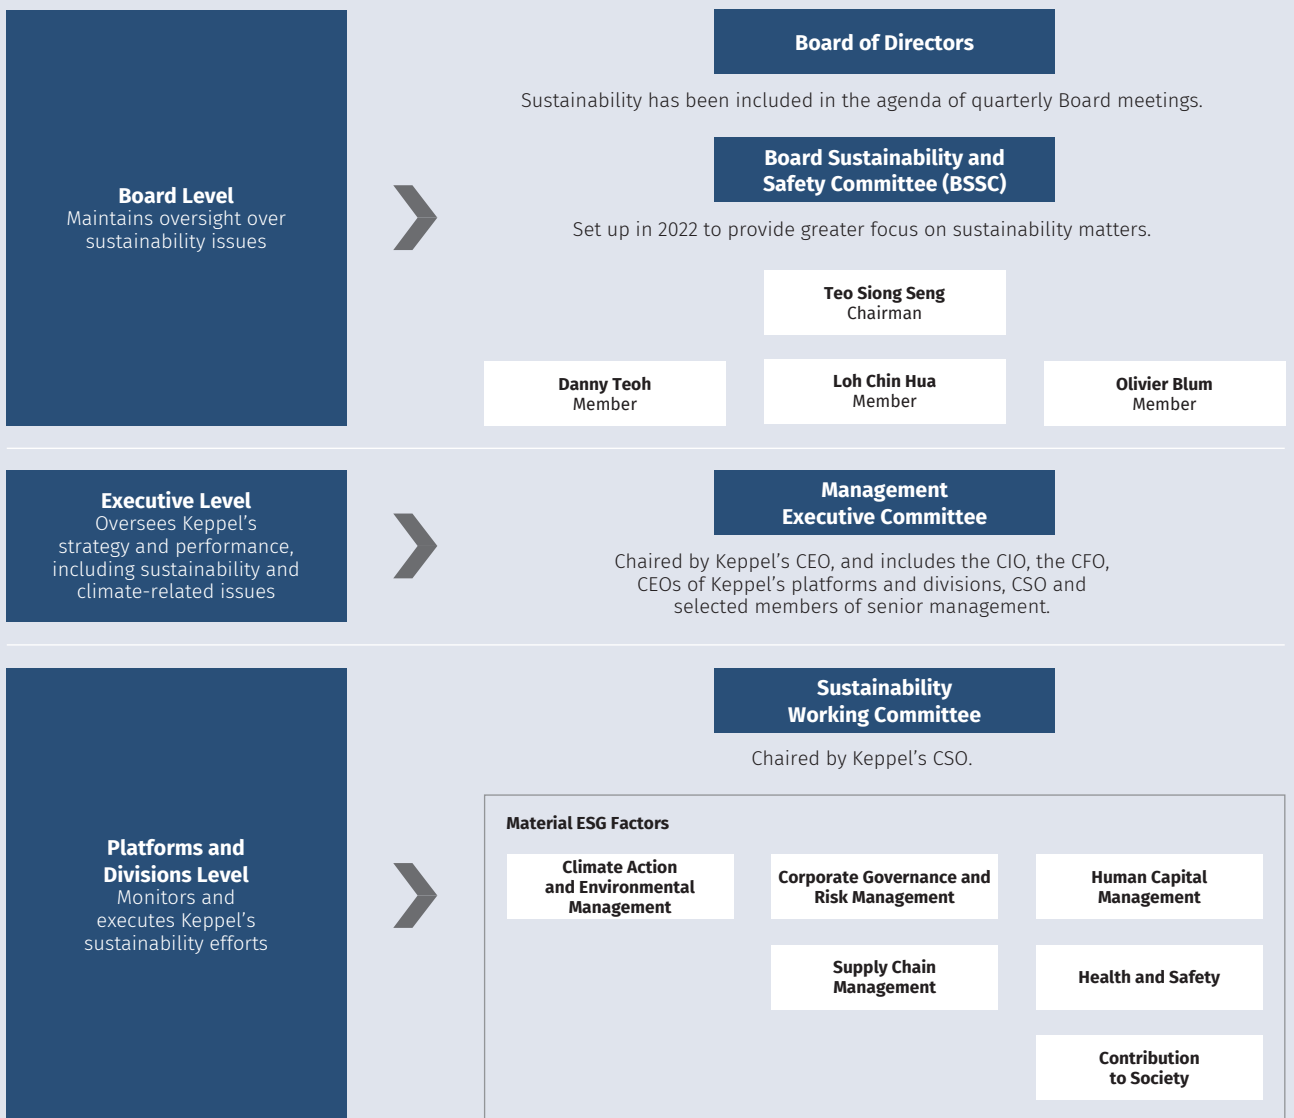 Board of Directors
Sustainability has been included in the agenda of quarterly Board meetings.
Board Sustainability and
Safety Committee (BSSC)
Board Level
Maintains oversight over
sustainability issues
Set up in 2022 to provide greater focus on sustainability matters.
Teo Siong Seng
Chairman
Danny Teoh
Member
Loh Chin Hua
Member
Olivier Blum
Member
Executive Level
Oversees Keppel’s
strategy and performance,
including sustainability and
climate-related issues
Management
Executive Committee
Chaired by Keppel’s CEO, and includes the CIO, the CFO,
CEOs of Keppel’s platforms and divisions, CSO and
selected members of senior management.
Sustainability
Working Committee
Chaired by Keppel’s CSO.
Platforms and
Divisions Level
Monitors and
executes Keppel’s
sustainability efforts
Material ESG Factors
Climate Action
and Environmental
Management
Corporate Governance and
Risk Management
Human Capital
Management
Supply Chain
Management
Health and Safety
Contribution
to Society